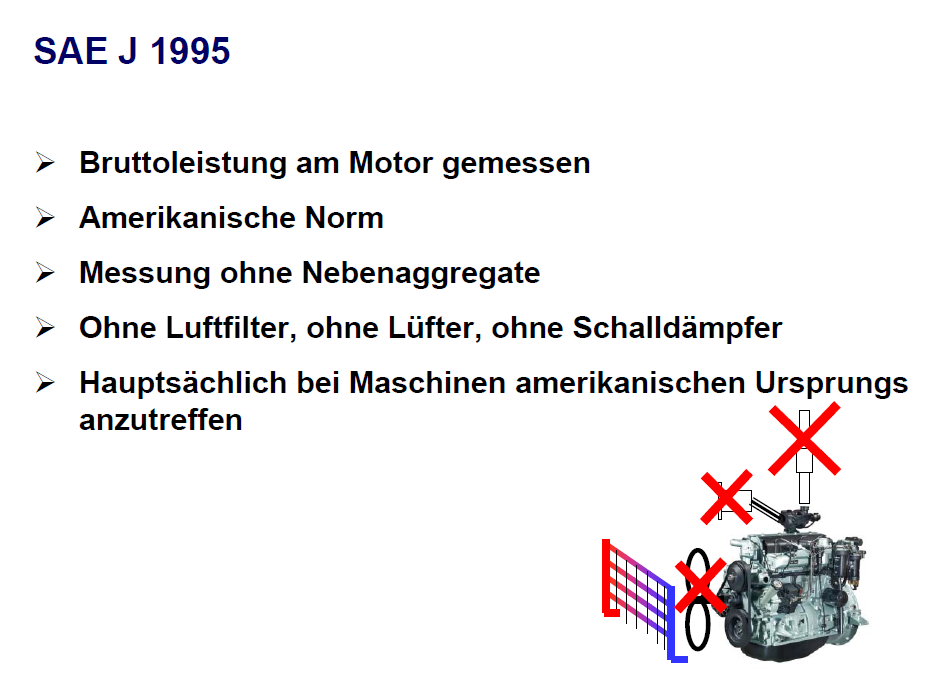 SAE J 1995
Bruttoleistung am Motor gemessen
Amerikanische Norm
Messung ohne Nebenaggregate
Ohne Luftfilter, ohne Lüfter, ohne Schalldämpfer
Hauptsächlich bei Maschinen amerikanischen Ursprungs
anzutreffen